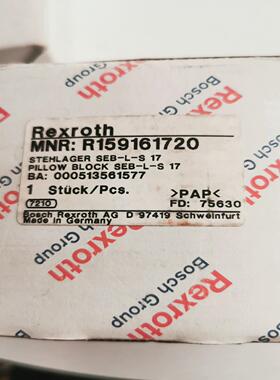 Rexroth
MNR: R159161720
STEHLAGER SEB-L-S 17
PILLOW BLOCK SEB-L-S 17
BA: 000513561577
1 Stück/Pcs. >PAP<
7210 FD: 75630
Bosch Rexroth AG D 97419 Schweinfurt
Made in Germany
Rexroth
Bosch Group
Rexroth
Bosch Group
Bosch Group